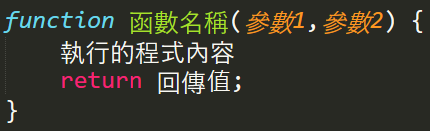 function 函數名稱(參數1,參數2) {
    執行的程式內容
    return 回傳值;
}